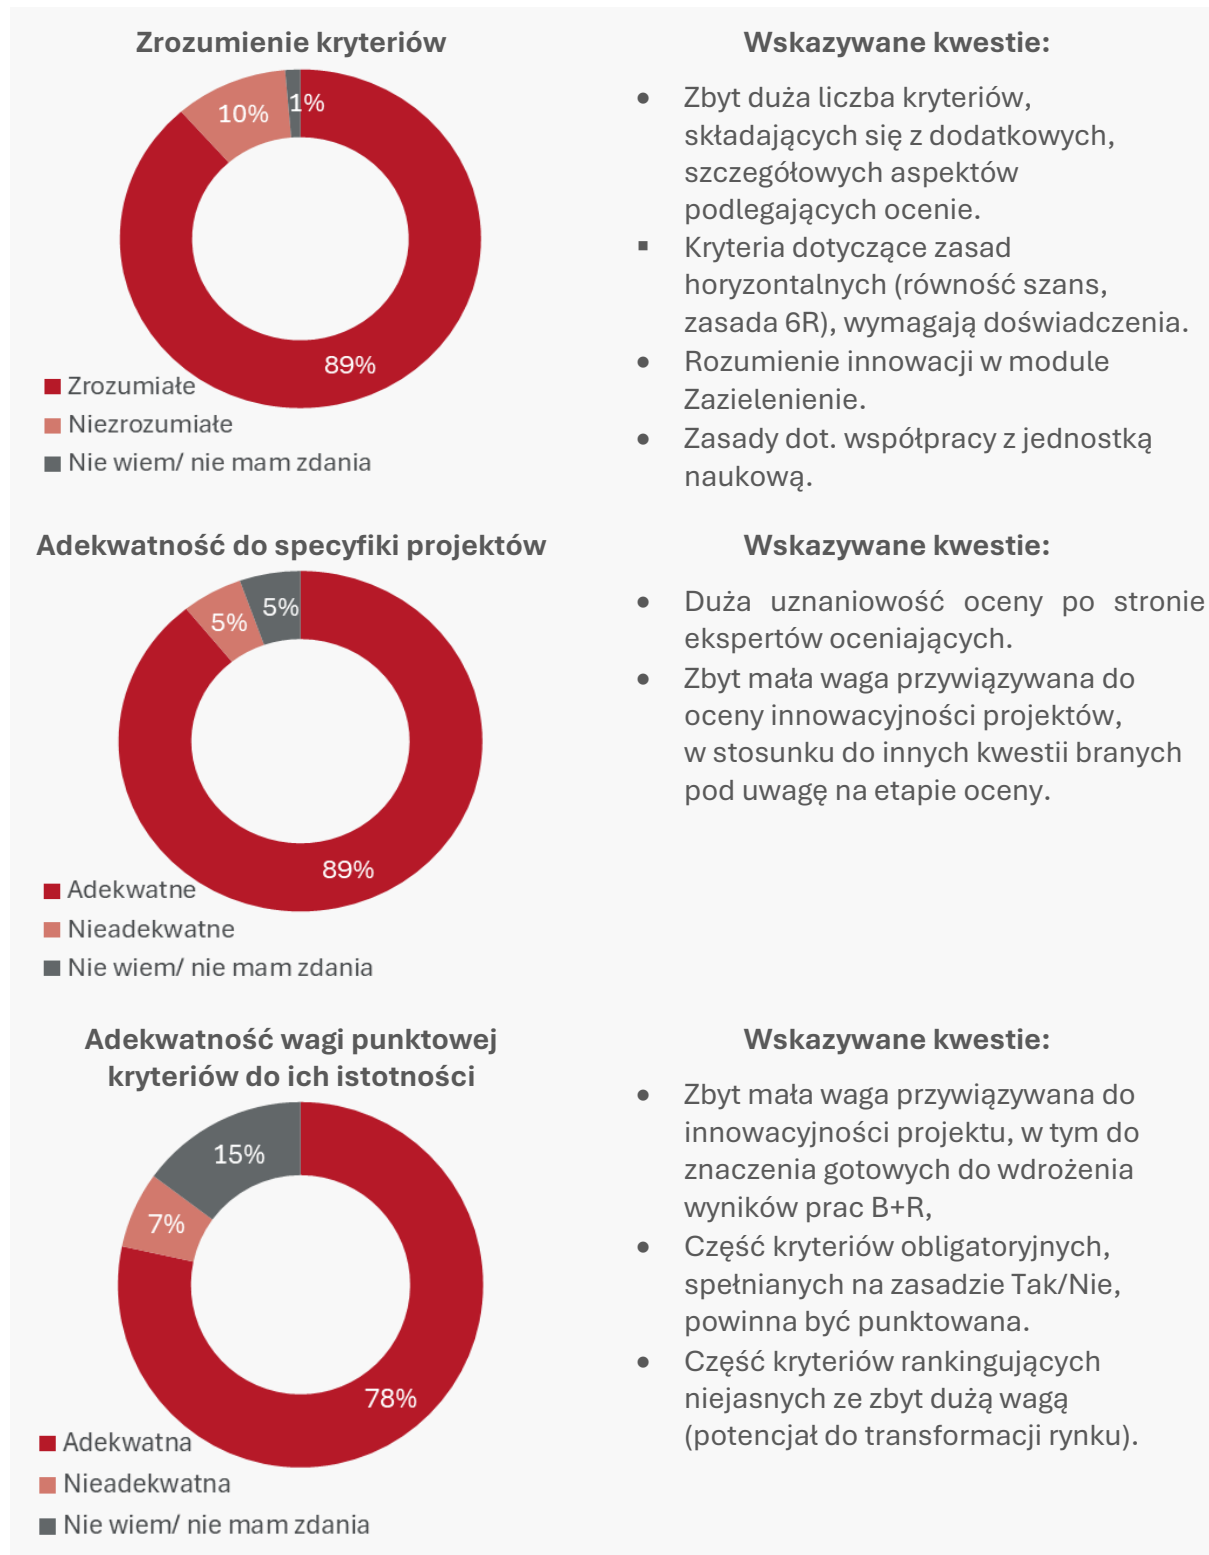 Zrozumienie kryteriów
10%
1%
89%
Zrozumiałe
Niezrozumiałe
Nie wiem/ nie mam zdania
Wskazywane kwestie:
• Zbyt duża liczba kryteriów,
składających się z dodatkowych,
szczegółowych aspektów
podlegających ocenie.
▪ Kryteria dotyczące zasad
horyzontalnych (równość szans,
zasada 6R), wymagają doświadczenia.
• Rozumienie innowacji w module
Zazielenienie.
• Zasady dot. współpracy z jednostką
naukową.
Adekwatność do specyfiki projektów
5%
5%
89%
Adekwatne
Nieadekwatne
Nie wiem/ nie mam zdania
Wskazywane kwestie:
• Duża uznaniowość oceny po stronie
ekspertów oceniających.
• Zbyt mała waga przywiązywana do
oceny innowacyjności projektów,
w stosunku do innych kwestii branych
pod uwagę na etapie oceny.
Adekwatność wagi punktowej
kryteriów do ich istotności
15%
7%
78%
Adekwatna
Nieadekwatna
Nie wiem/ nie mam zdania
Wskazywane kwestie:
• Zbyt mała waga przywiązywana do
innowacyjności projektu, w tym do
znaczenia gotowych do wdrożenia
wyników prac B+R,
• Część kryteriów obligatoryjnych,
spełnianych na zasadzie Tak/Nie,
powinna być punktowana.
• Część kryteriów rankingujących
niejasnych ze zbyt dużą wagą
(potencjał do transformacji rynku).